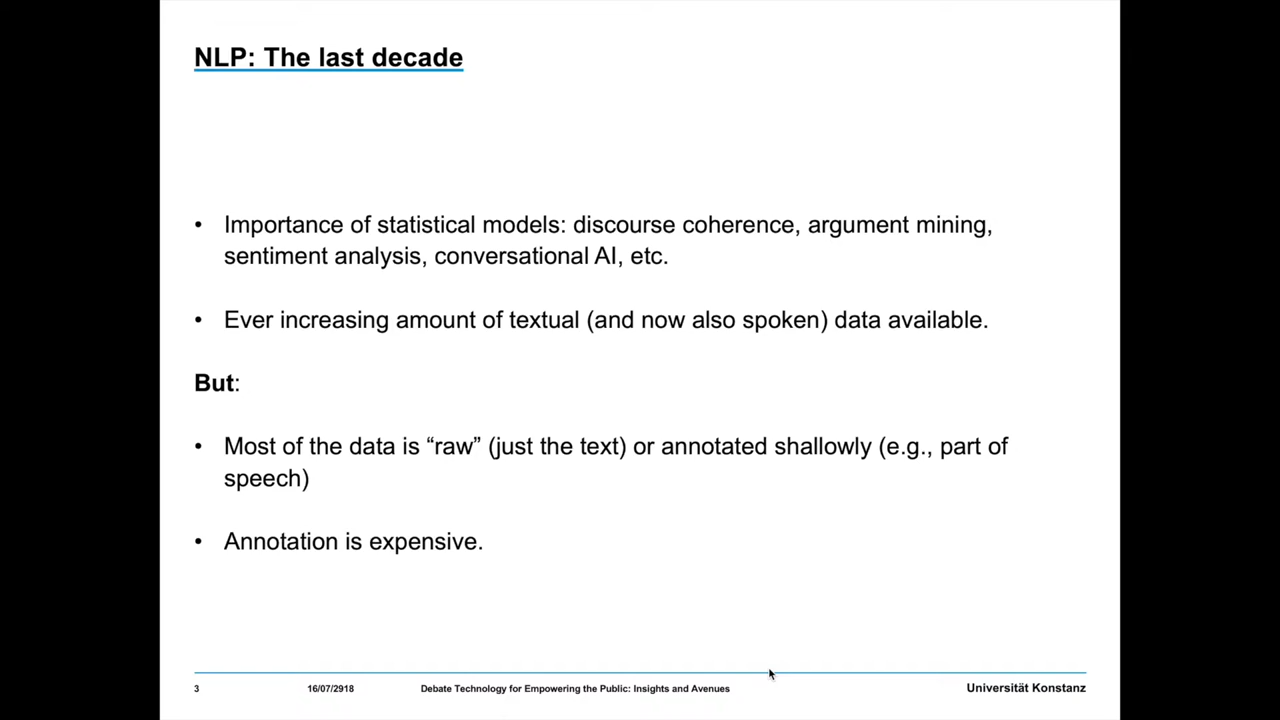 NLP: The last decade
• Importance of statistical models: discourse coherence, argument mining,
sentiment analysis, conversational AI, etc.
• Ever increasing amount of textual (and now also spoken) data available.
But:
• Most of the data is “raw” (just the text) or annotated shallowly (e.g., part of
speech)
• Annotation is expensive.
3 16/07/2918 Debate Technology for Empowering the Public: Insights and Avenues Universität Konstanz